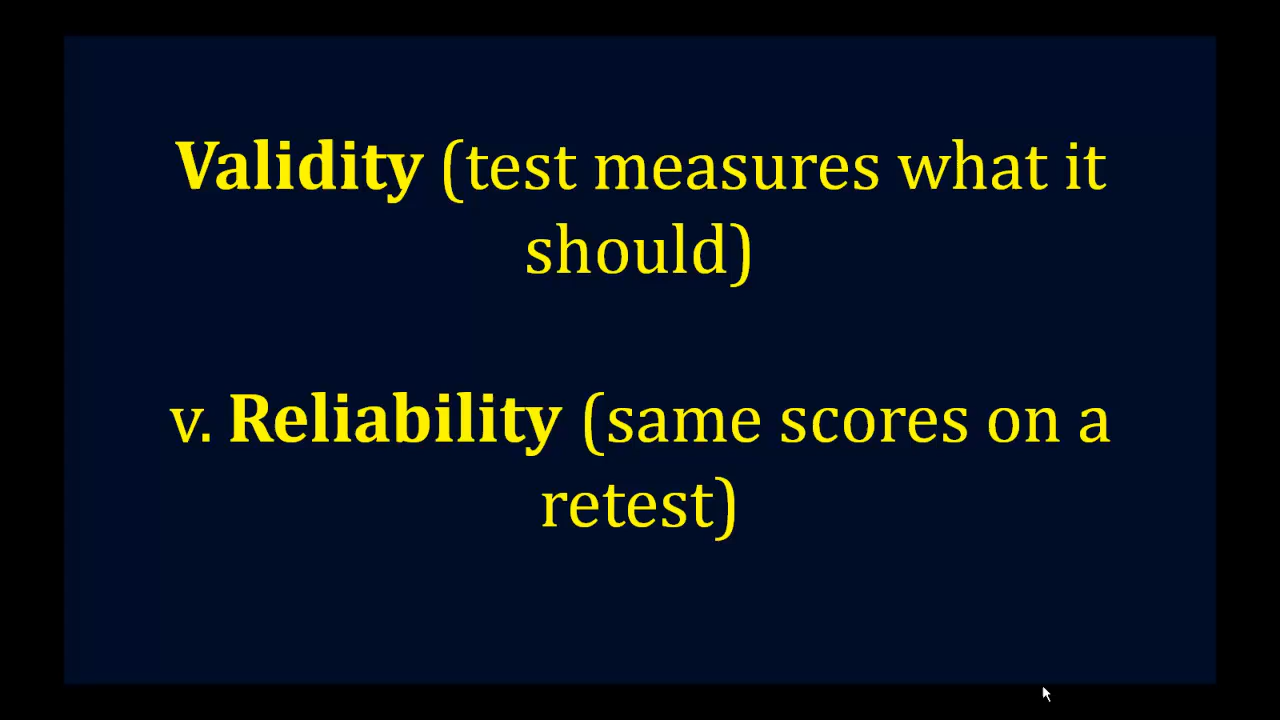 Validity (test measures what it
should)
v. Reliability (same scores on a
retest)